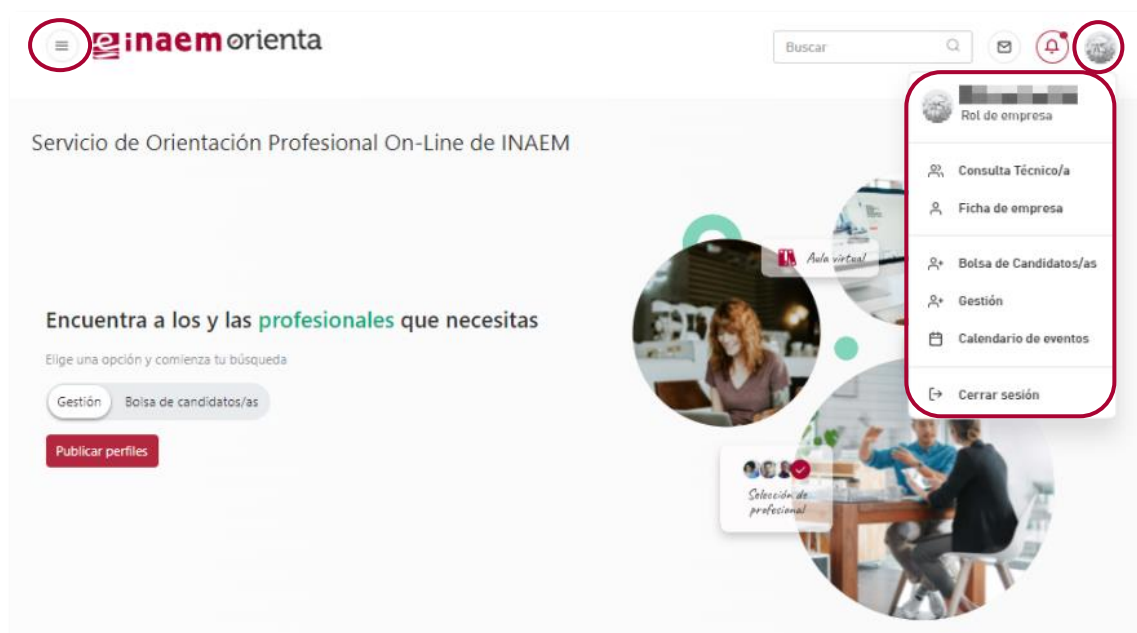 inaem orienta
Buscar
Rol de empresa
Consulta Técnico/a
Ficha de empresa
Bolsa de Candidatos/as
Gestión
Calendario de eventos
Cerrar sesión
Servicio de Orientación Profesional On-Line de INAEM
Aula virtual
Encuentra a los y las profesionales que necesitas
Elige una opción y comienza tu búsqueda
Gestión Bolsa de candidatos/as
Publicar perfiles
Selección de
profesional